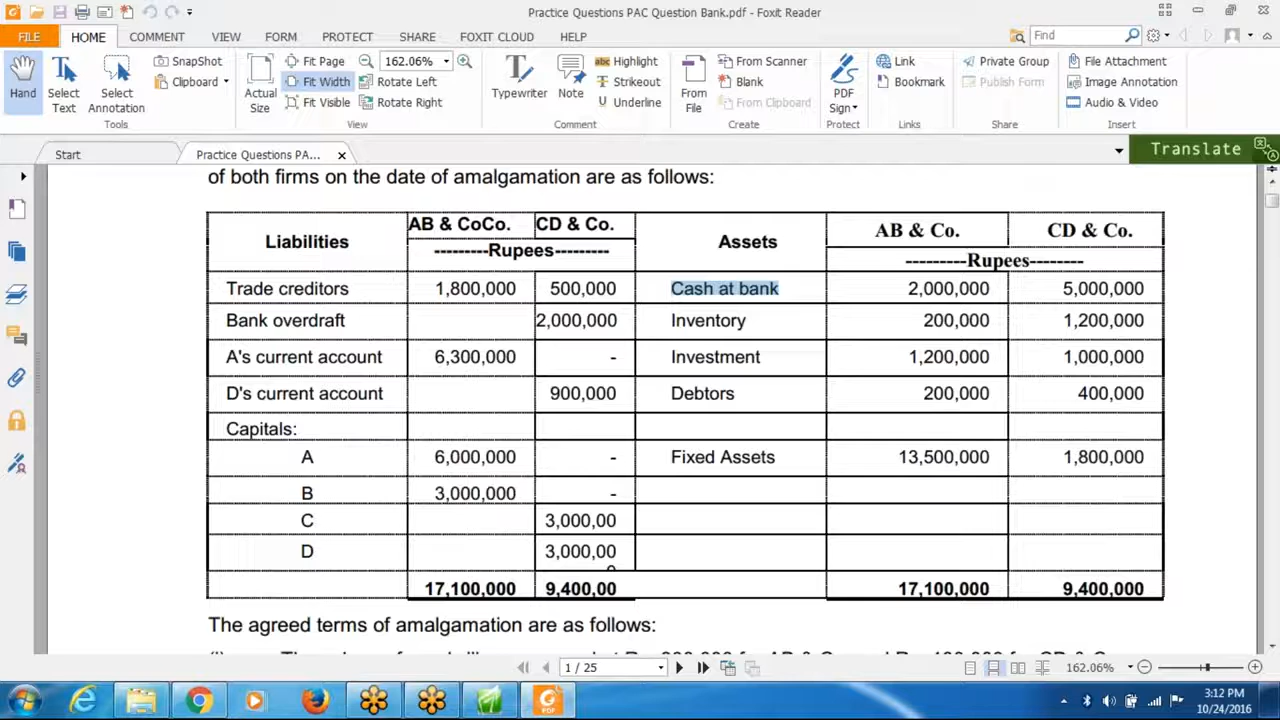 Practice Questions PAC Question Bank.pdf - Foxit Reader
FILE HOME COMMENT VIEW FORM PROTECT SHARE FOXIT CLOUD HELP Find
Hand
Select Text
Select Annotation
SnapShot
Clipboard
Tools
Actual Size
Fit Page
Fit Width
Fit Visible
162.06%
Rotate Left
Rotate Right
View
Typewriter
Note
Highlight
Strikeout
Underline
Comment
From File
From Scanner
Blank
From Clipboard
Create
PDF Sign
Protect
Link
Bookmark
Links
Private Group
Publish Form
Share
File Attachment
Image Annotation
Audio & Video
Insert
Start
Practice Questions PA...
Translate
of both firms on the date of amalgamation are as follows:
Liabilities AB & CoCo. CD & Co. Assets AB & Co. CD & Co.
---------Rupees--------- ---------Rupees--------
Trade creditors 1,800,000 500,000 Cash at bank 2,000,000 5,000,000
Bank overdraft 2,000,000 Inventory 200,000 1,200,000
A's current account 6,300,000 - Investment 1,200,000 1,000,000
D's current account 900,000 Debtors 200,000 400,000
Capitals:
A 6,000,000 - Fixed Assets 13,500,000 1,800,000
B 3,000,000 -
C 3,000,00
D 3,000,00
17,100,000 9,400,00 17,100,000 9,400,000
The agreed terms of amalgamation are as follows:
1 / 25
162.06%
3:12 PM
10/24/2016